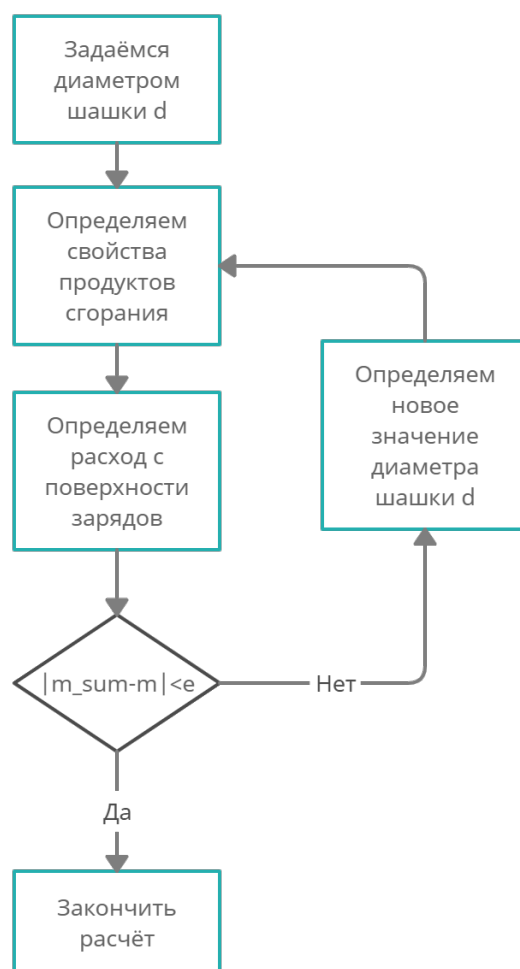 Задаёмся
диаметром
шашки d
Определяем
свойства
продуктов
сгорания
Определяем
расход с
поверхности
зарядов
Определяем
новое
значение
диаметра
шашки d
|m_sum-m|<e
Нет
Да
Закончить
расчёт